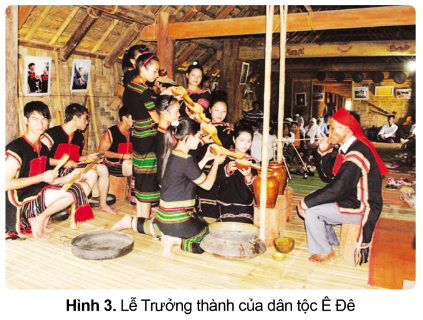 Hình 3. Lễ Trưởng thành của dân tộc Ê Đê